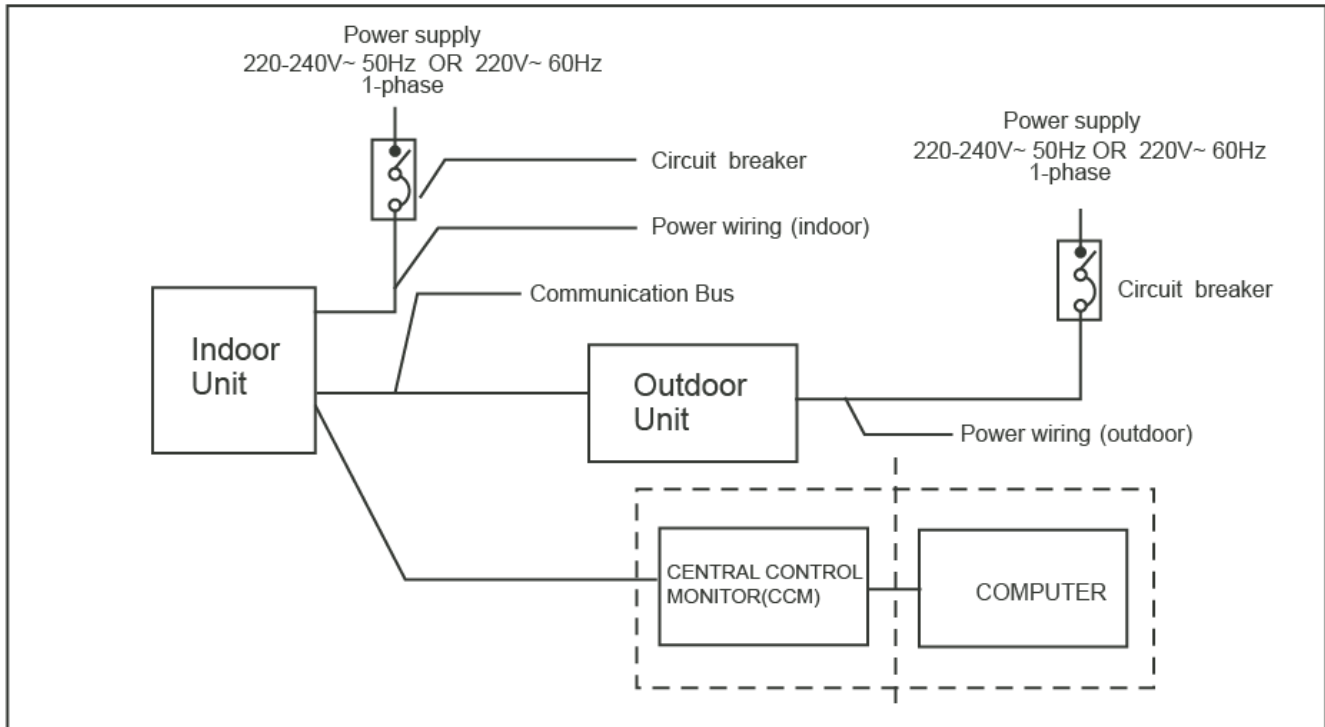 Power supply
220-240V~ 50Hz OR 220V~ 60Hz
1-phase
Circuit breaker
Power wiring (indoor)
Communication Bus
Indoor
Unit
Power supply
220-240V~ 50Hz OR 220V~ 60Hz
1-phase
Circuit breaker
Outdoor
Unit
Power wiring (outdoor)
CENTRAL CONTROL
MONITOR(CCM)
COMPUTER